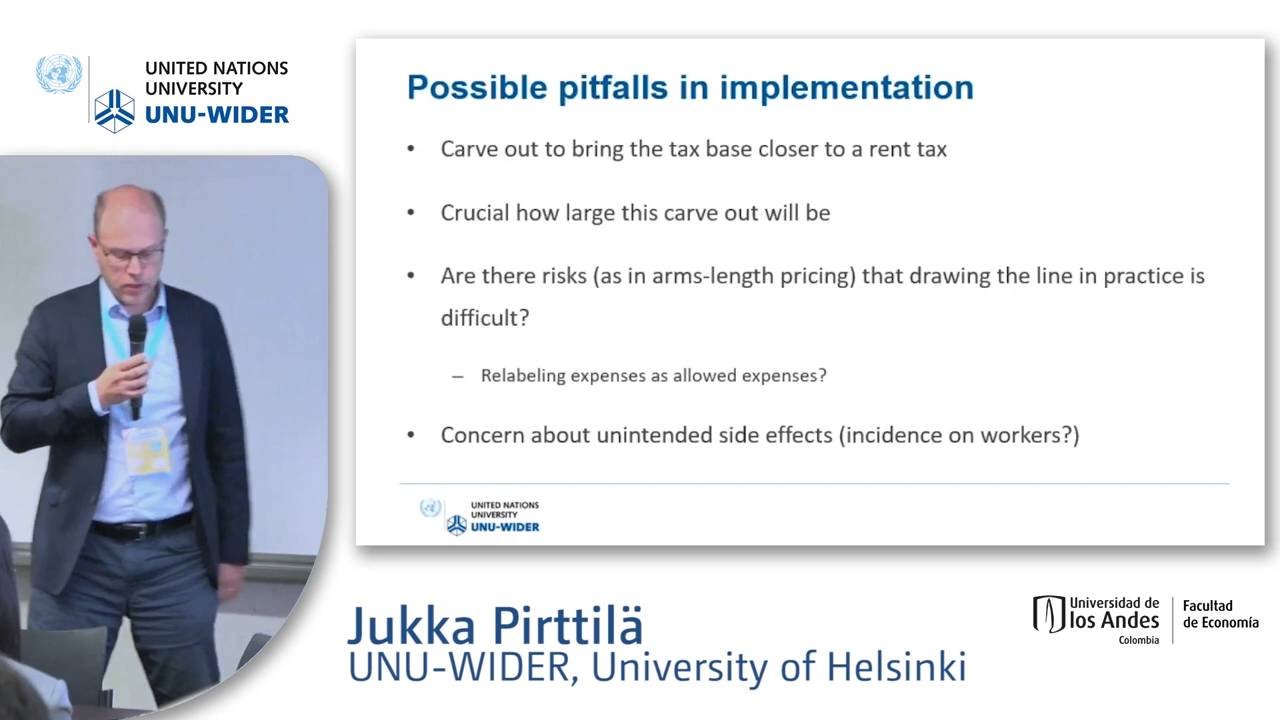 UNITED NATIONS
UNIVERSITY
UNU-WIDER
Possible pitfalls in implementation
• Carve out to bring the tax base closer to a rent tax
• Crucial how large this carve out will be
• Are there risks (as in arms-length pricing) that drawing the line in practice is
difficult?
– Relabeling expenses as allowed expenses?
• Concern about unintended side effects (incidence on workers?)
UNITED NATIONS
UNIVERSITY
UNU-WIDER
Jukka Pirttilä
UNU-WIDER, University of Helsinki
Universidad de
los Andes
Colombia
Facultad
de Economía